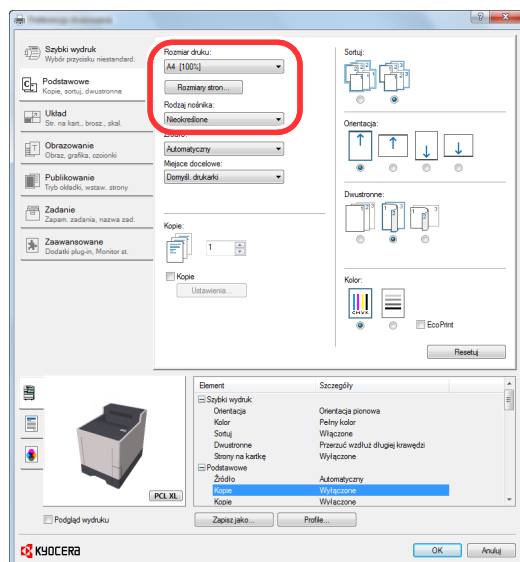 Szybki wydruk
Wybór przycisku niestandard.
Podstawowe
Kopie, sortuj, dwustronne
Układ
Str. na kart., brosz., skal.
Obrazowanie
Obraz, grafika, czcionki
Publikowanie
Tryb okładki, wstaw. strony
Zadanie
Zapam. zadania, nazwa zad.
Zaawansowane
Dodatki plug-in, Monitor st.
Rozmiar druku:
A4 [100%]
Rozmiary stron...
Rodzaj nośnika:
Nieokreślone
Źródło:
Automatyczny
Miejsce docelowe:
Domyśl. drukarki
Kopie:
1
Kopie
Ustawienia...
Sortuj:
Orientacja:
Dwustronne:
Kolor:
CMYK
EcoPrint
Resetuj
Element Szczegóły
Szybki wydruk
Orientacja Orientacja pionowa
Kolor Pełny kolor
Sortuj Włączone
Dwustronne Przerzuć wzdłuż długiej krawędzi
Strony na kartkę Wyłączone
Podstawowe
Źródło Automatyczny
Kopie Wyłączone
Kopie Wyłączone
PCL XL
Podgląd wydruku
Zapisz jako... Profile...
KYOCERA
OK Anuluj